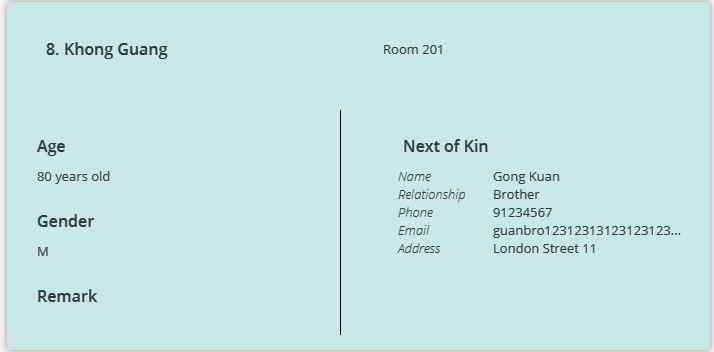 8. Khong Guang
Room 201
Age
80 years old
Gender
M
Remark
Next of Kin
Name Gong Kuan
Relationship Brother
Phone 91234567
Email guanbro12312313123123123...
Address London Street 11